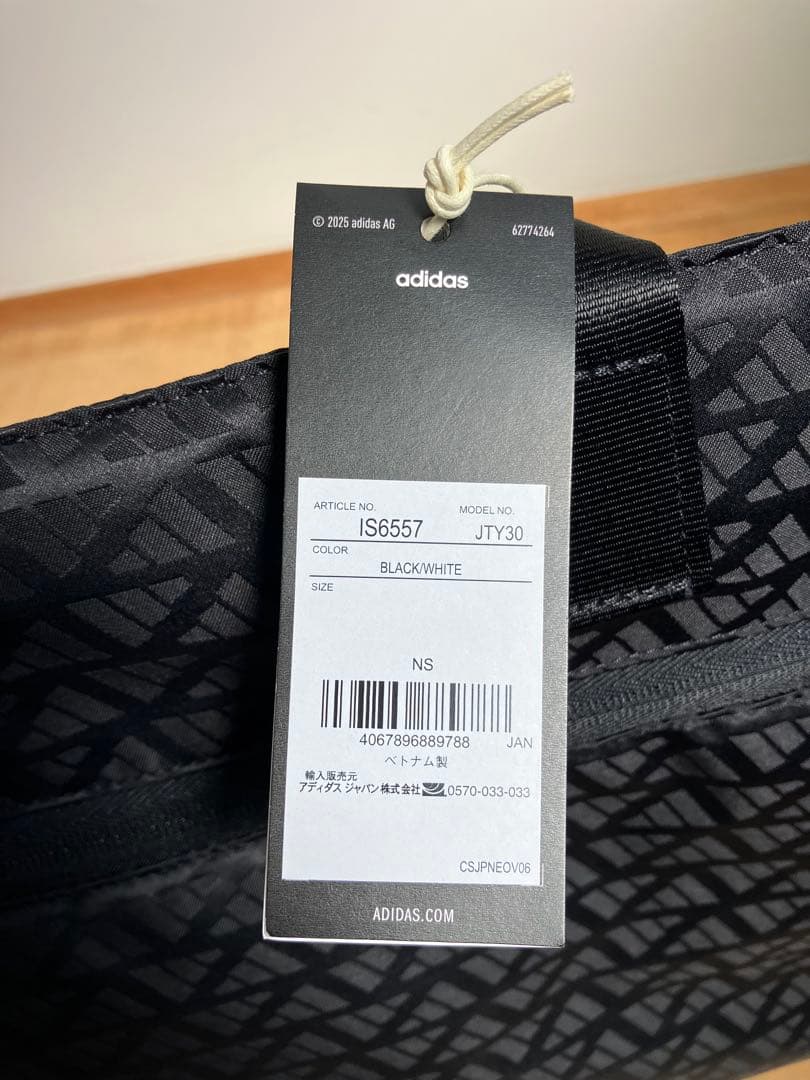 © 2025 adidas AG
62774264
adidas
ARTICLE NO.
MODEL NO.
IS6557
JTY30
COLOR
BLACK/WHITE
SIZE
NS
4067896889788
JAN
ベトナム製
輸入販売元
アディダス ジャパン株式会社
0570-033-033
CSJPNEOV06
ADIDAS.COM